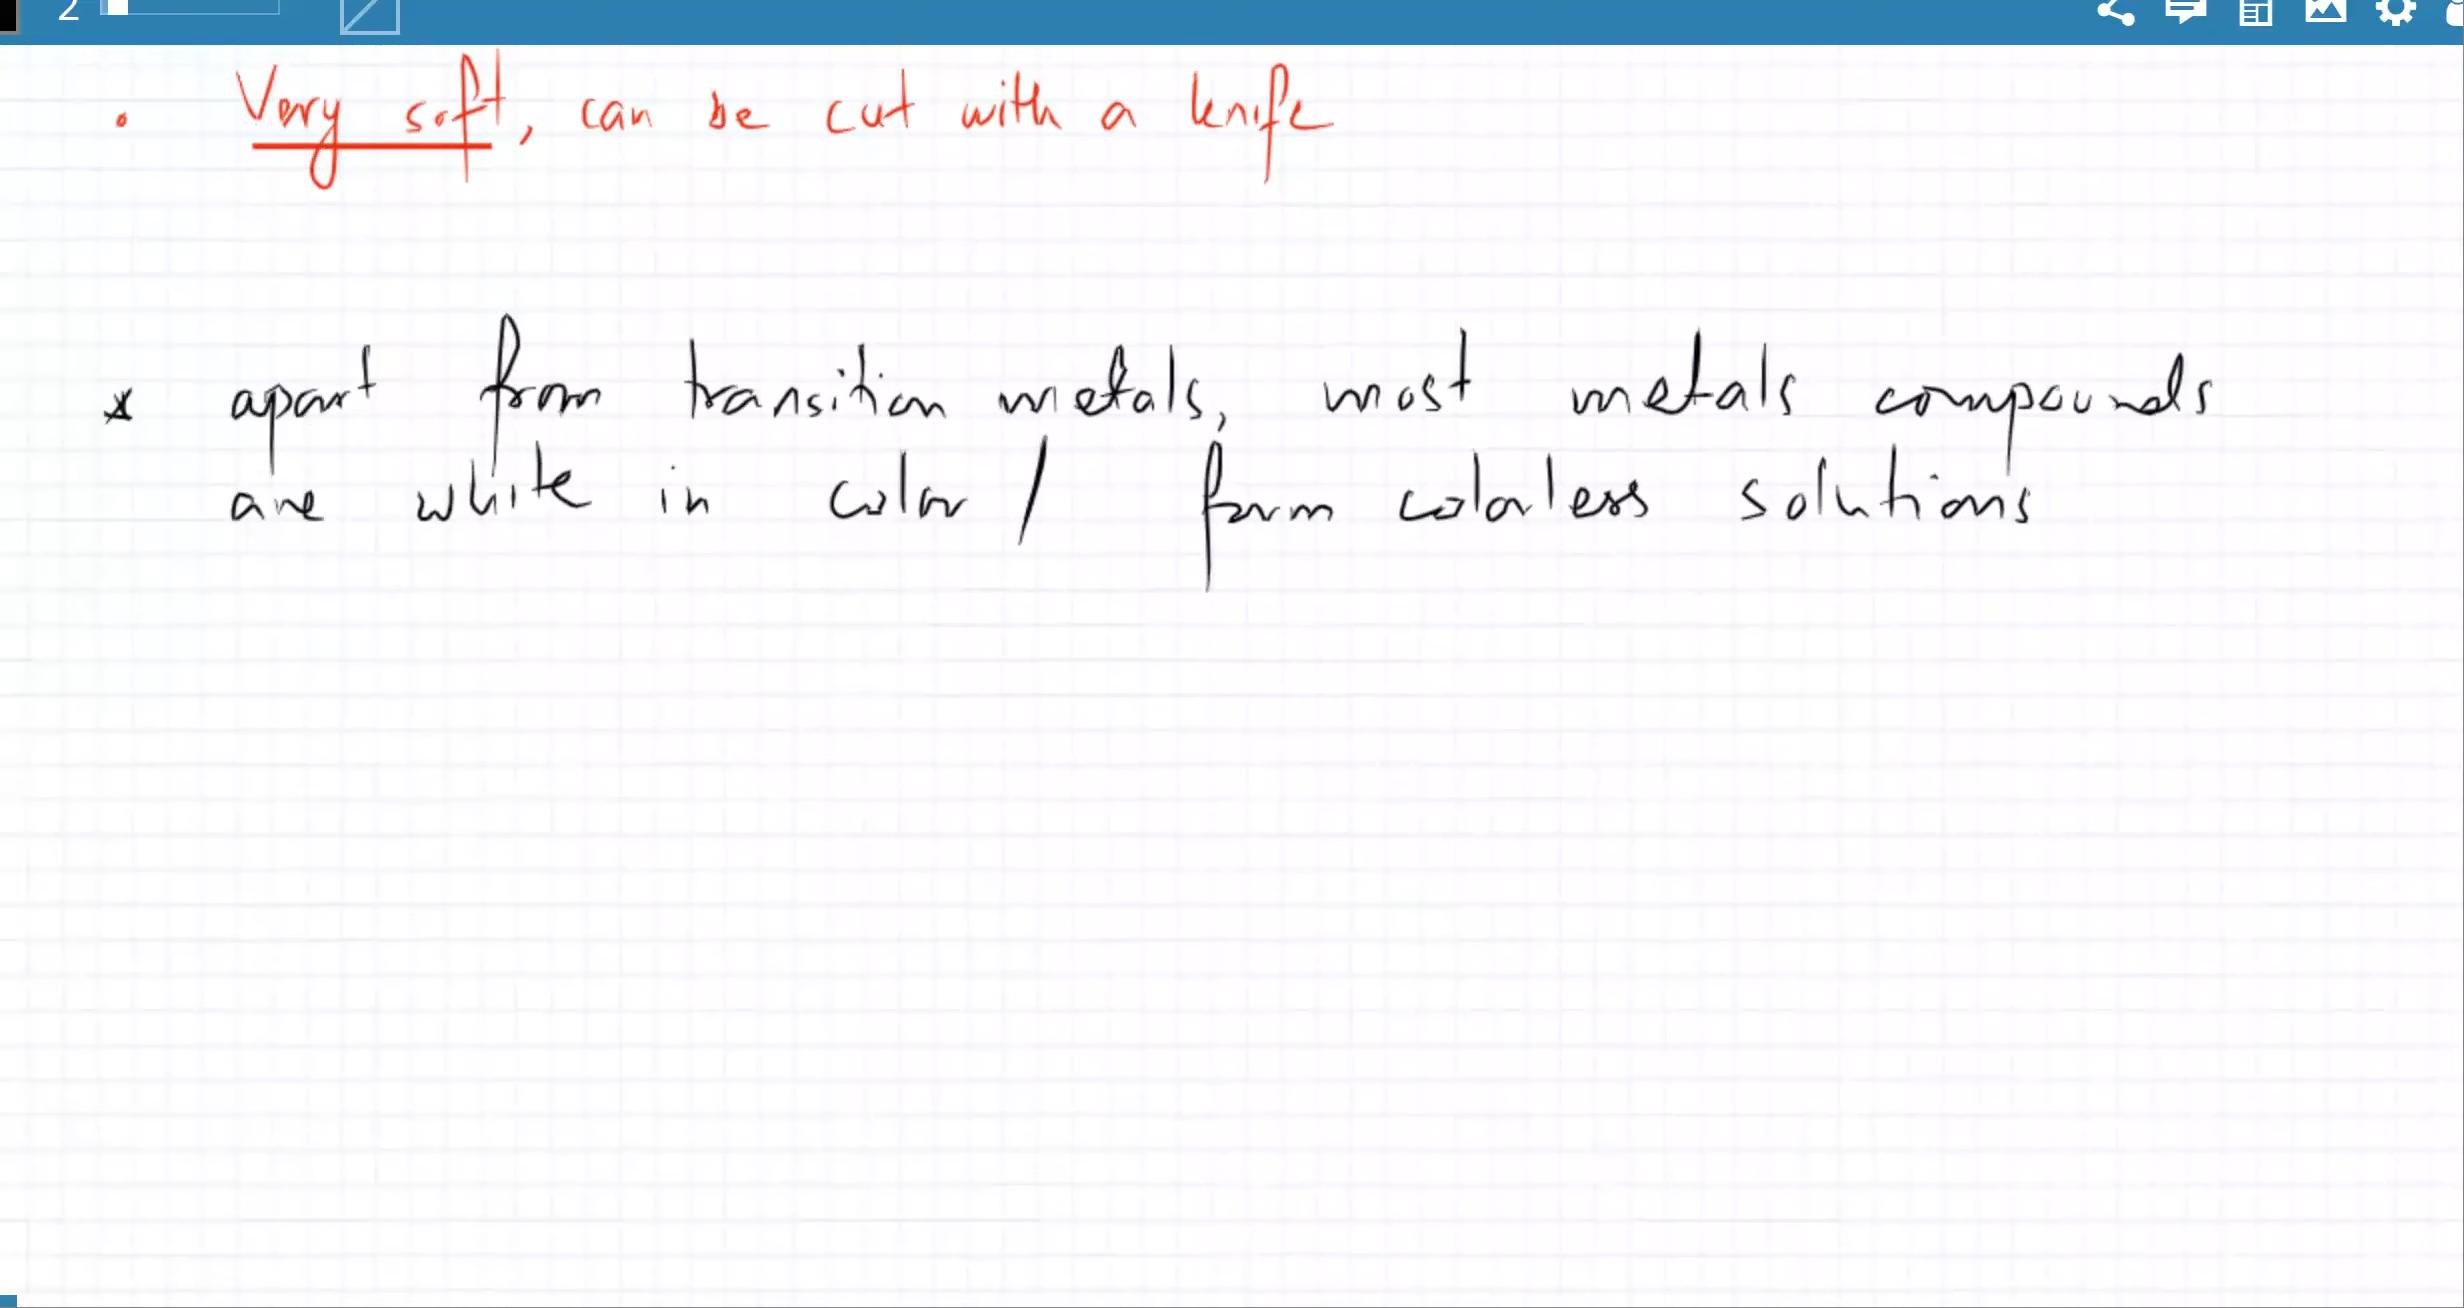 2
• Very soft, can be cut with a knife
* apart from transition metals, most metals compounds
are white in color / form colorless solutions